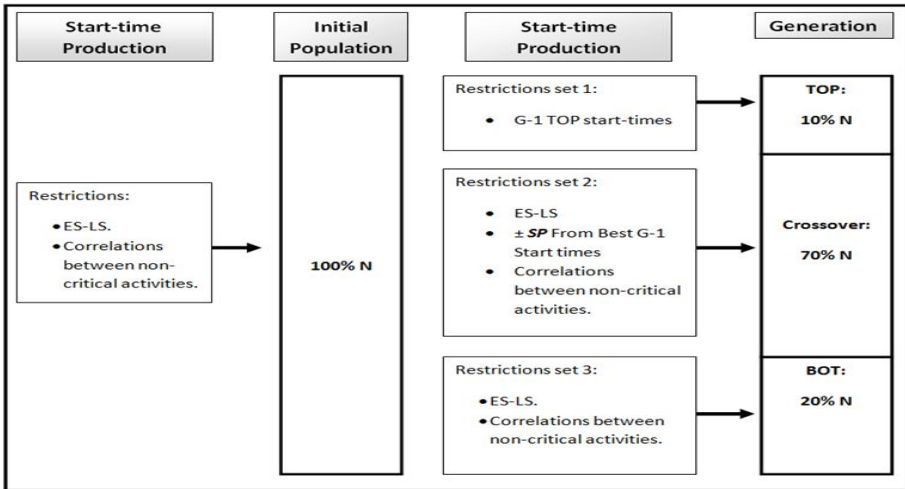 Start-time
Production
Initial
Population
Start-time
Production
Generation
Restrictions:
•ES-LS.
•Correlations
between non-
critical activities.
100% N
Restrictions set 1:
• G-1 TOP start-times
Restrictions set 2:
• ES-LS
• ± SP From Best G-1
Start times
• Correlations
between non-critical
activities.
Restrictions set 3:
•ES-LS.
•Correlations between
non-critical activities.
TOP:
10% N
Crossover:
70% N
BOT:
20% N